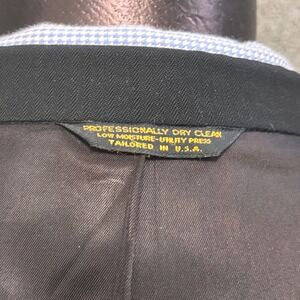 PROFESSIONALLY DRY CLEAN
LOW MOISTURE-UTILITY PRESS
TAILORED IN U.S.A.